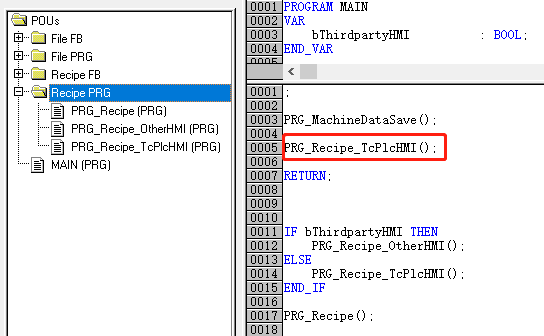 POUs
File FB
File PRG
Recipe FB
Recipe PRG
PRG_Recipe (PRG)
PRG_Recipe_OtherHMI (PRG)
PRG_Recipe_TcPlcHMI (PRG)
MAIN (PRG)
0001 PROGRAM MAIN
0002 VAR
0003 bThirdpartyHMI : BOOL;
0004 END_VAR
0001 ;
0002
0003 PRG_MachineDataSave();
0004
0005 PRG_Recipe_TcPlcHMI();
0006
0007 RETURN;
0008
0009
0010
0011 IF bThirdpartyHMI THEN
0012 PRG_Recipe_OtherHMI();
0013 ELSE
0014 PRG_Recipe_TcPlcHMI();
0015 END_IF
0016
0017 PRG_Recipe();
0018